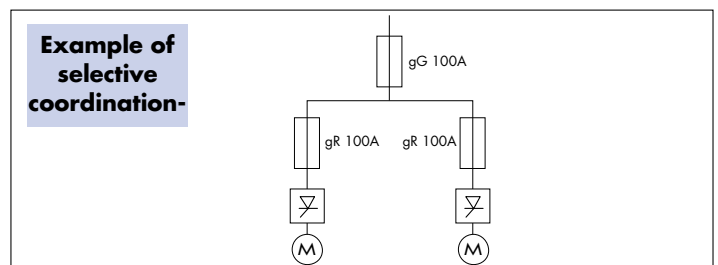 Example of
selective
coordination-
gG 100A
gR 100A gR 100A
M M